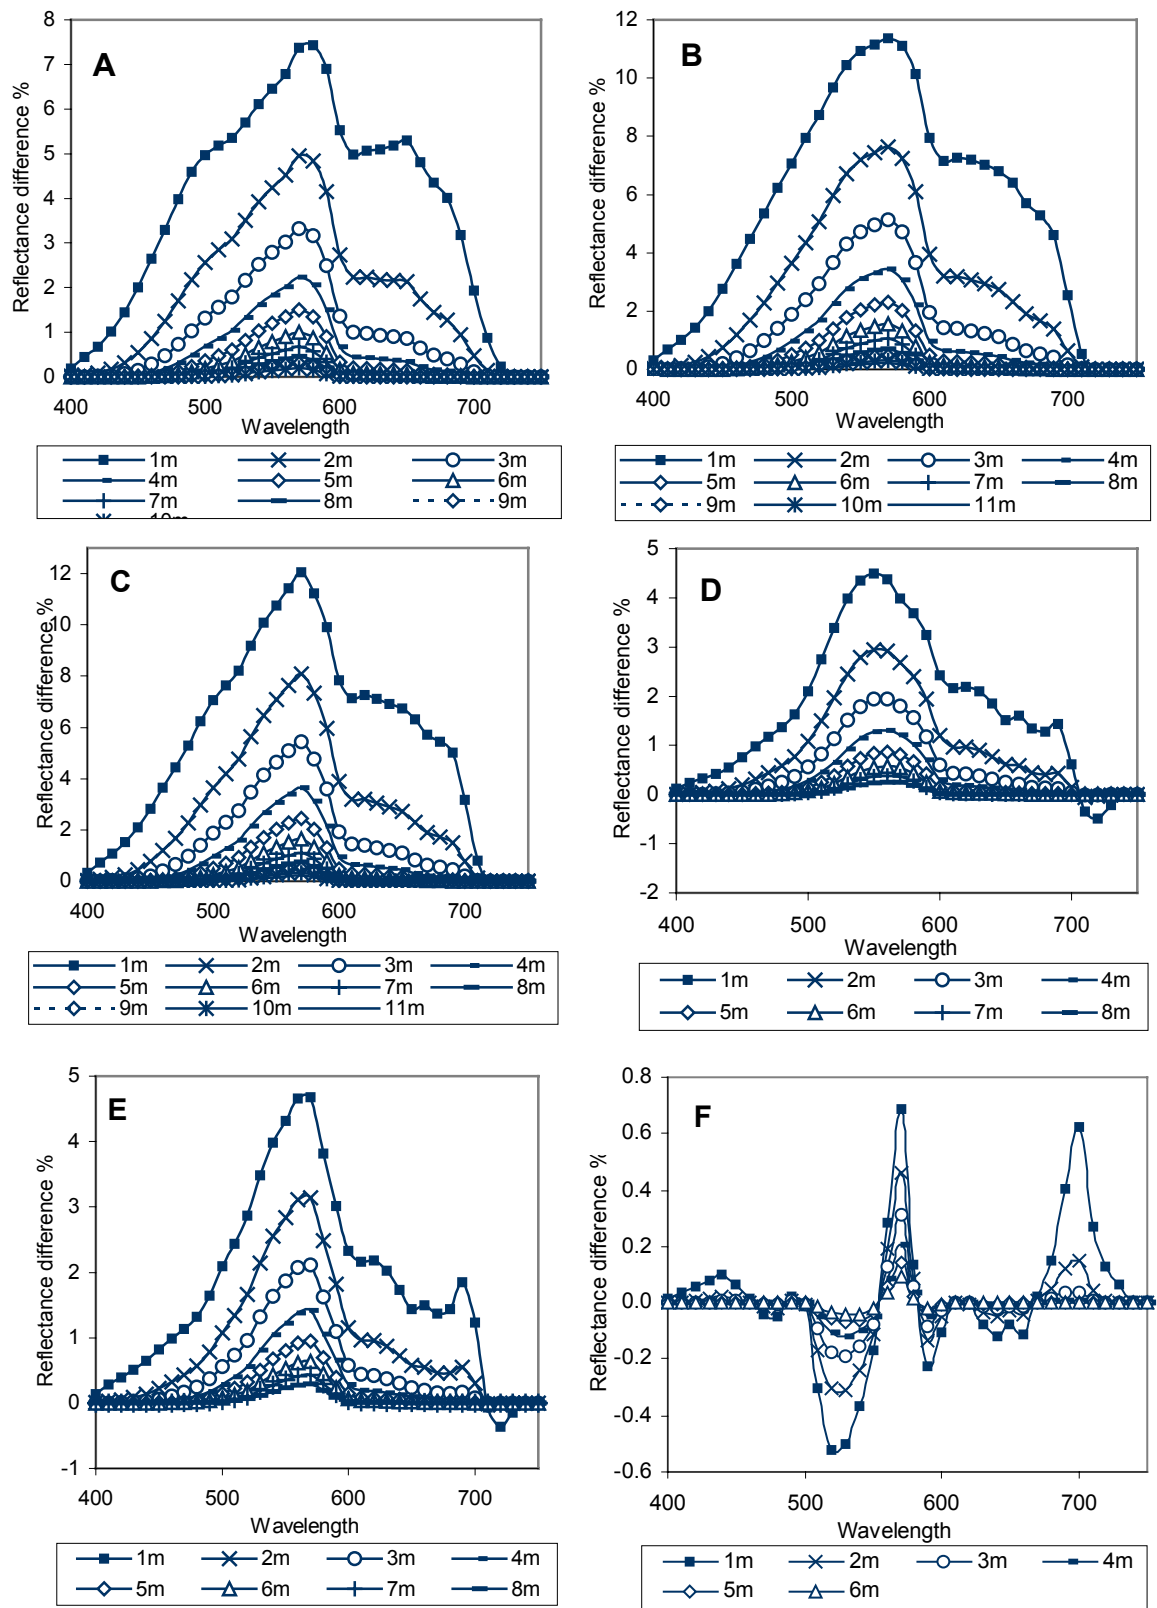 A
Reflectance difference %
8
7
6
5
4
3
2
1
0
400 500 600 700
Wavelength
1m 2m 3m
4m 5m 6m
7m 8m 9m
10m
B
Reflectance difference %
12
10
8
6
4
2
0
400 500 600 700
Wavelength
1m 2m 3m 4m
5m 6m 7m 8m
9m 10m 11m
C
Reflectance difference %
12
10
8
6
4
2
0
400 500 600 700
Wavelength
1m 2m 3m 4m
5m 6m 7m 8m
9m 10m 11m
D
Reflectance difference %
5
4
3
2
1
0
-1
-2
400 500 600 700
Wavelength
1m 2m 3m 4m
5m 6m 7m 8m
E
Reflectance difference %
5
4
3
2
1
0
-1
400 500 600 700
Wavelength
1m 2m 3m 4m
5m 6m 7m 8m
F
Reflectance difference %
0.8
0.6
0.4
0.2
0.0
-0.2
-0.4
-0.6
400 500 600 700
Wavelength
1m 2m 3m 4m
5m 6m